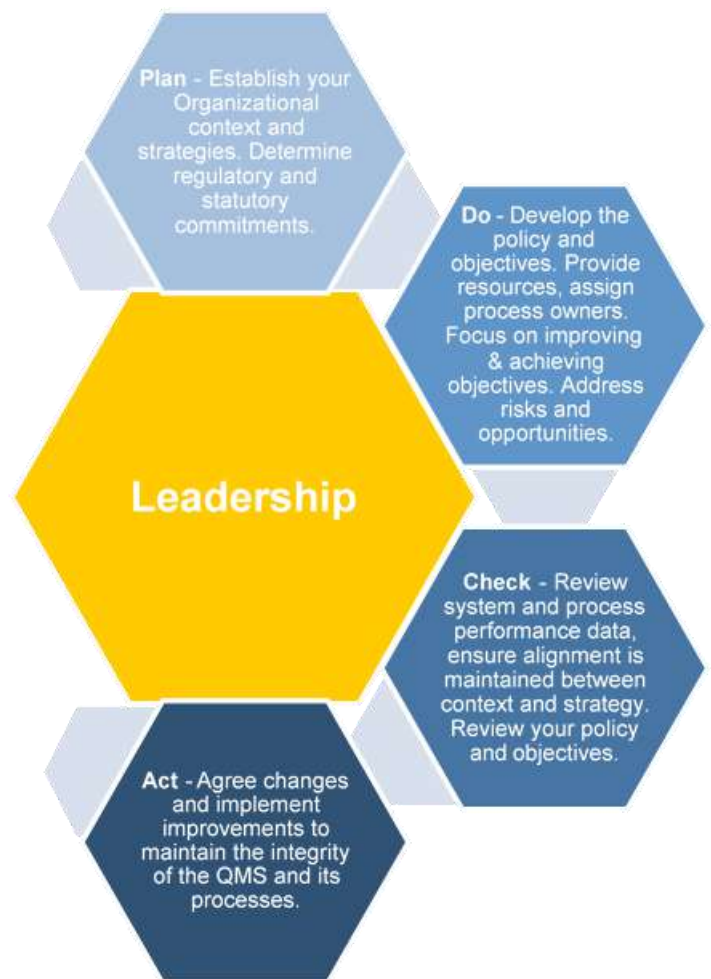 Plan - Establish your
Organizational
context and
strategies. Determine
regulatory and
statutory
commitments.
Do - Develop the
policy and
objectives. Provide
resources, assign
process owners.
Focus on improving
& achieving
objectives. Address
risks and
opportunities.
Leadership
Check - Review
system and process
performance data,
ensure alignment is
maintained between
context and strategy.
Review your policy
and objectives.
Act - Agree changes
and implement
improvements to
maintain the integrity
of the QMS and its
processes.